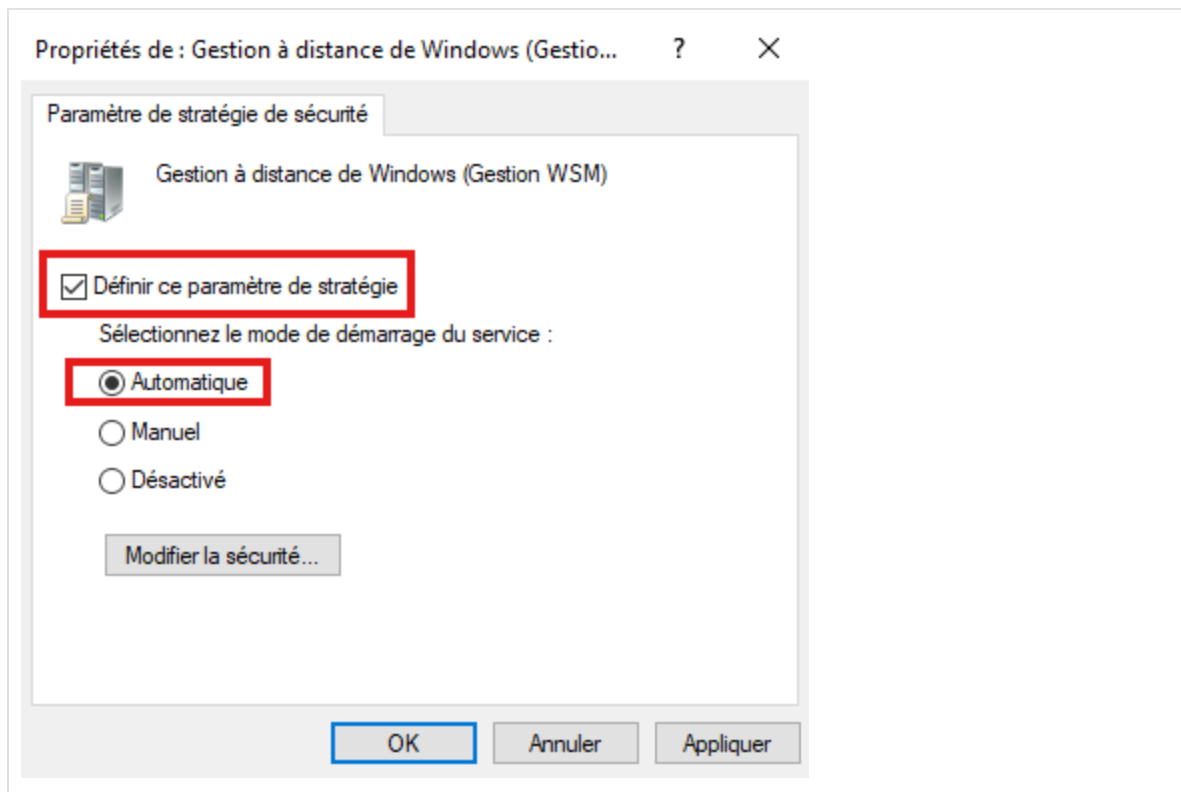 Propriétés de : Gestion à distance de Windows (Gestio... ?
Paramètre de stratégie de sécurité
Gestion à distance de Windows (Gestion WSM)
Définir ce paramètre de stratégie
Sélectionnez le mode de démarrage du service :
Automatique
Manuel
Désactivé
Modifier la sécurité...
OK Annuler Appliquer